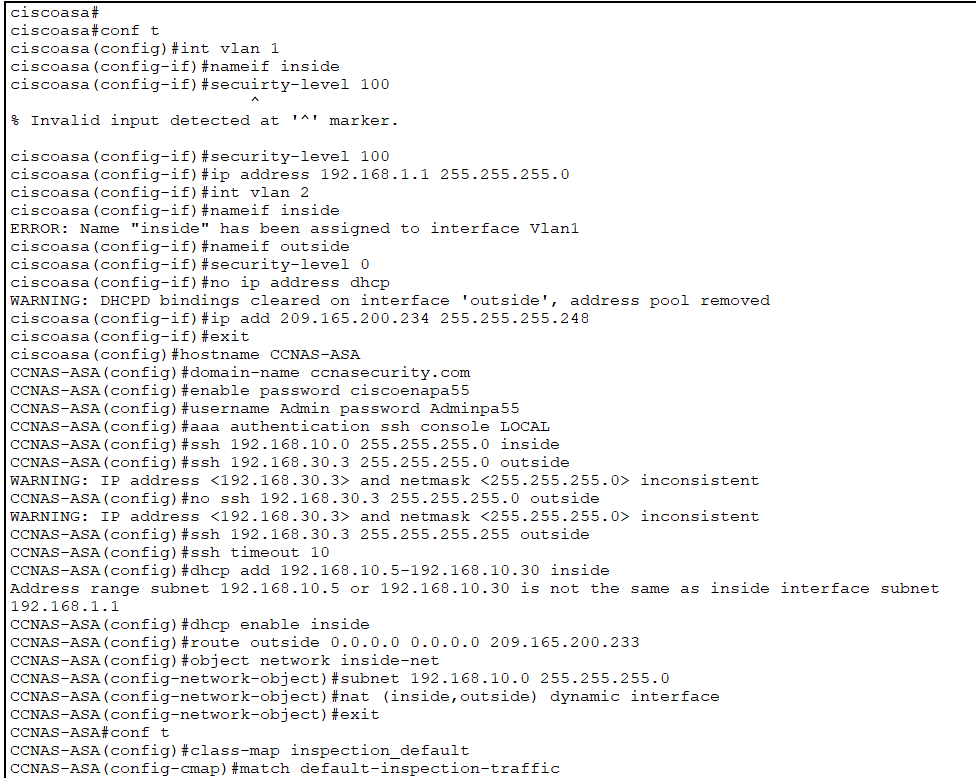 ciscoasa#
ciscoasa#conf t
ciscoasa(config)#int vlan 1
ciscoasa(config-if)#nameif inside
ciscoasa(config-if)#secuirty-level 100
^
% Invalid input detected at '^' marker.
ciscoasa(config-if)#security-level 100
ciscoasa(config-if)#ip address 192.168.1.1 255.255.255.0
ciscoasa(config-if)#int vlan 2
ciscoasa(config-if)#nameif inside
ERROR: Name "inside" has been assigned to interface Vlan1
ciscoasa(config-if)#nameif outside
ciscoasa(config-if)#security-level 0
ciscoasa(config-if)#no ip address dhcp
WARNING: DHCPD bindings cleared on interface 'outside', address pool removed
ciscoasa(config-if)#ip add 209.165.200.234 255.255.255.248
ciscoasa(config-if)#exit
ciscoasa(config)#hostname CCNAS-ASA
CCNAS-ASA(config)#domain-name ccnasecurity.com
CCNAS-ASA(config)#enable password ciscoenapa55
CCNAS-ASA(config)#username Admin password Adminpa55
CCNAS-ASA(config)#aaa authentication ssh console LOCAL
CCNAS-ASA(config)#ssh 192.168.10.0 255.255.255.0 inside
CCNAS-ASA(config)#ssh 192.168.30.3 255.255.255.0 outside
WARNING: IP address <192.168.30.3> and netmask <255.255.255.0> inconsistent
CCNAS-ASA(config)#no ssh 192.168.30.3 255.255.255.0 outside
WARNING: IP address <192.168.30.3> and netmask <255.255.255.0> inconsistent
CCNAS-ASA(config)#ssh 192.168.30.3 255.255.255.255 outside
CCNAS-ASA(config)#ssh timeout 10
CCNAS-ASA(config)#dhcp add 192.168.10.5-192.168.10.30 inside
Address range subnet 192.168.10.5 or 192.168.10.30 is not the same as inside interface subnet
192.168.1.1
CCNAS-ASA(config)#dhcp enable inside
CCNAS-ASA(config)#route outside 0.0.0.0 0.0.0.0 209.165.200.233
CCNAS-ASA(config)#object network inside-net
CCNAS-ASA(config-network-object)#subnet 192.168.10.0 255.255.255.0
CCNAS-ASA(config-network-object)#nat (inside,outside) dynamic interface
CCNAS-ASA(config-network-object)#exit
CCNAS-ASA#conf t
CCNAS-ASA(config)#class-map inspection_default
CCNAS-ASA(config-cmap)#match default-inspection-traffic